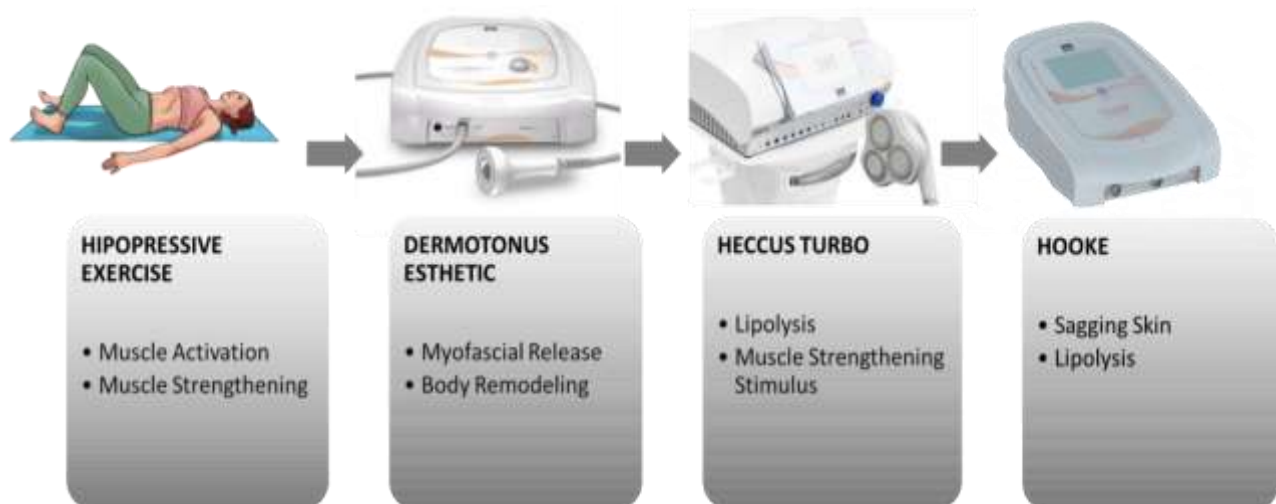 HIPOPRESSIVE
EXERCISE
• Muscle Activation
• Muscle Strengthening
DERMOTONUS
ESTHETIC
• Myofascial Release
• Body Remodeling
HECCUS TURBO
• Lipolysis
• Muscle Strengthening
Stimulus
HOOKE
• Sagging Skin
• Lipolysis